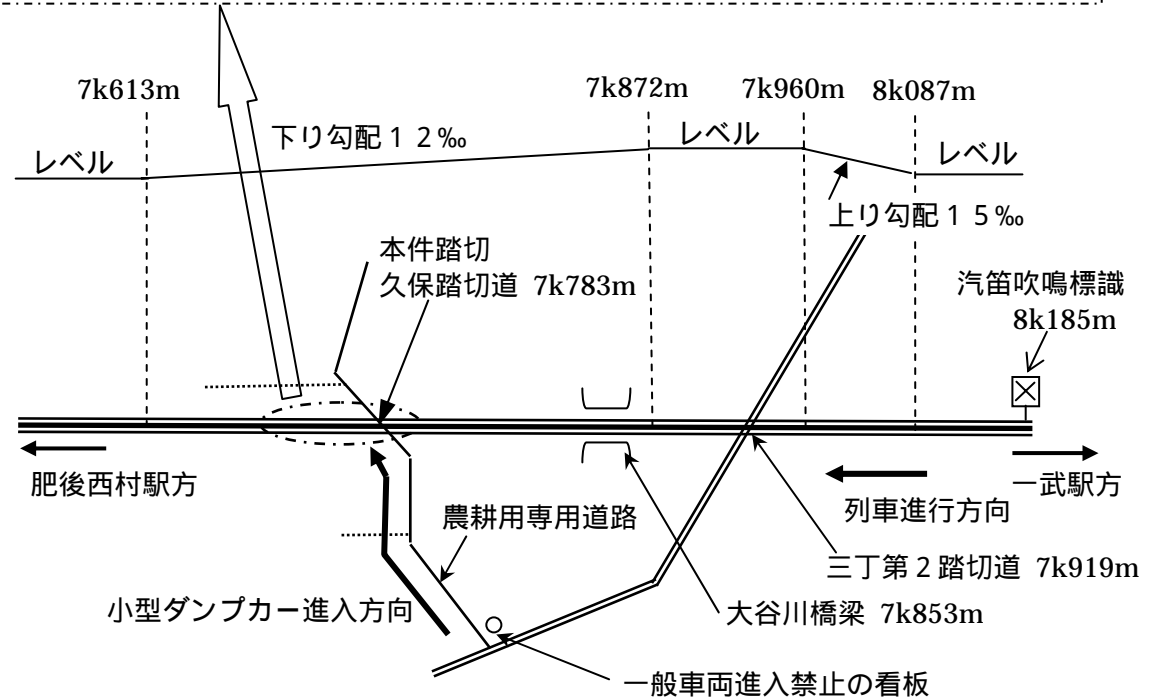 7k613m
7k872m
7k960m
8k087m
下り勾配１２‰
レベル
レベル
レベル
上り勾配１５‰
本件踏切
久保踏切道 7k783m
汽笛吹鳴標識
8k185m
肥後西村駅方
一武駅方
列車進行方向
農耕用専用道路
三丁第２踏切道 7k919m
小型ダンプカー進入方向
大谷川橋梁 7k853m
一般車両進入禁止の看板